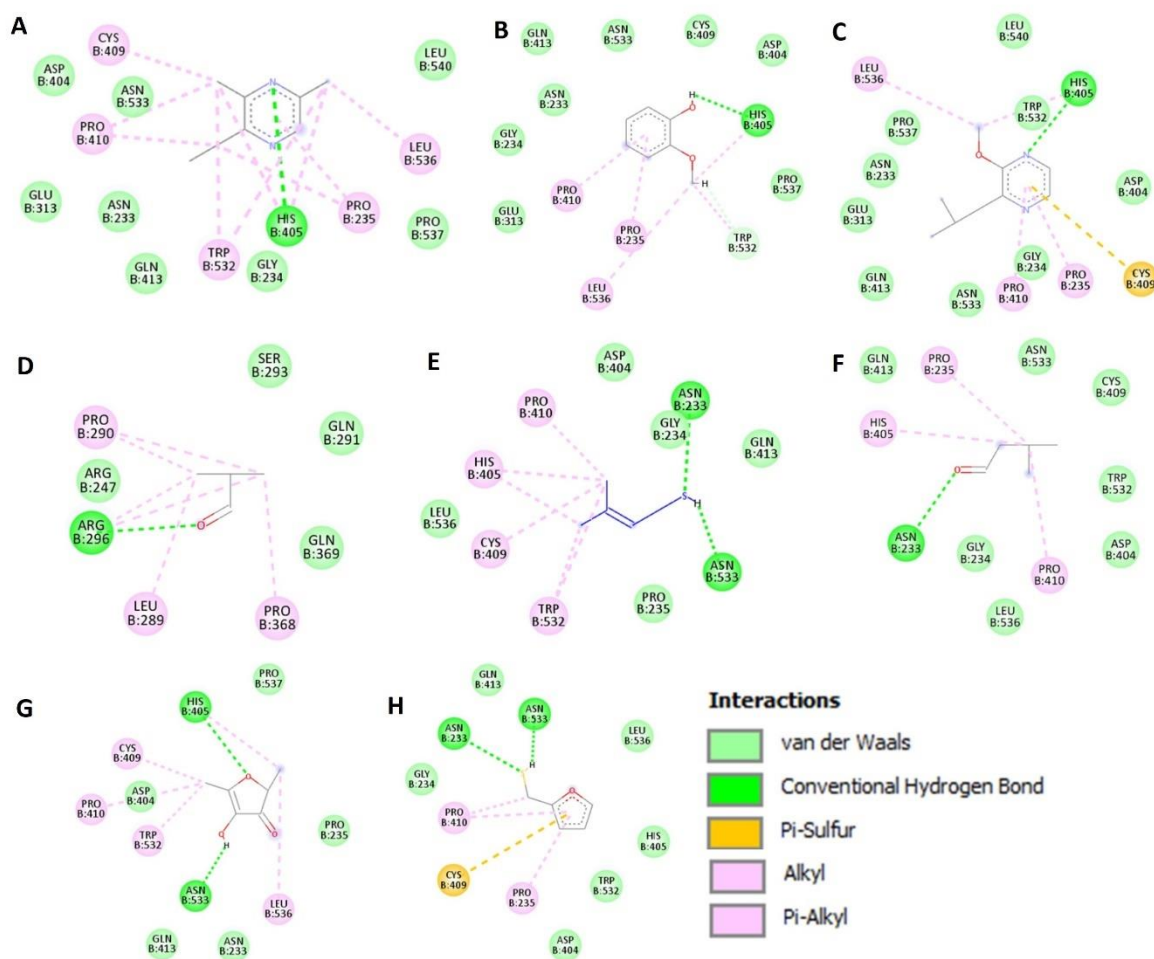 A
CYS
B:409
ASP
B:404
ASN
B:533
PRO
B:410
GLU
B:313
ASN
B:233
GLN
B:413
TRP
B:532
GLY
B:234
HIS
B:405
PRO
B:235
PRO
B:537
LEU
B:536
LEU
B:540
N
N
B
GLN
B:413
ASN
B:533
CYS
B:409
ASP
B:404
ASN
B:233
GLY
B:234
GLU
B:313
PRO
B:410
PRO
B:235
LEU
B:536
TRP
B:532
PRO
B:537
HIS
B:405
H
O
O
H
C
LEU
B:540
LEU
B:536
HIS
B:405
TRP
B:532
PRO
B:537
ASN
B:233
GLU
B:313
GLN
B:413
ASN
B:533
GLY
B:234
PRO
B:410
PRO
B:235
CYS
B:409
ASP
B:404
O
N
N
D
SER
B:293
PRO
B:290
GLN
B:291
ARG
B:247
ARG
B:296
GLN
B:369
LEU
B:289
PRO
B:368
O
E
ASP
B:404
PRO
B:410
ASN
B:233
GLY
B:234
GLN
B:413
HIS
B:405
LEU
B:536
CYS
B:409
TRP
B:532
PRO
B:235
ASN
B:533
S
H
F
GLN
B:413
PRO
B:235
ASN
B:533
CYS
B:409
HIS
B:405
TRP
B:532
ASN
B:233
GLY
B:234
ASP
B:404
PRO
B:410
LEU
B:536
O
G
PRO
B:537
HIS
B:405
CYS
B:409
ASP
B:404
PRO
B:410
TRP
B:532
PRO
B:235
ASN
B:533
LEU
B:536
GLN
B:413
ASN
B:233
O
O
H
O
H
GLN
B:413
ASN
B:533
ASN
B:233
LEU
B:536
GLY
B:234
PRO
B:410
HIS
B:405
CYS
B:409
TRP
B:532
PRO
B:235
ASP
B:404
H
O
Interactions
van der Waals
Conventional Hydrogen Bond
Pi-Sulfur
Alkyl
Pi-Alkyl